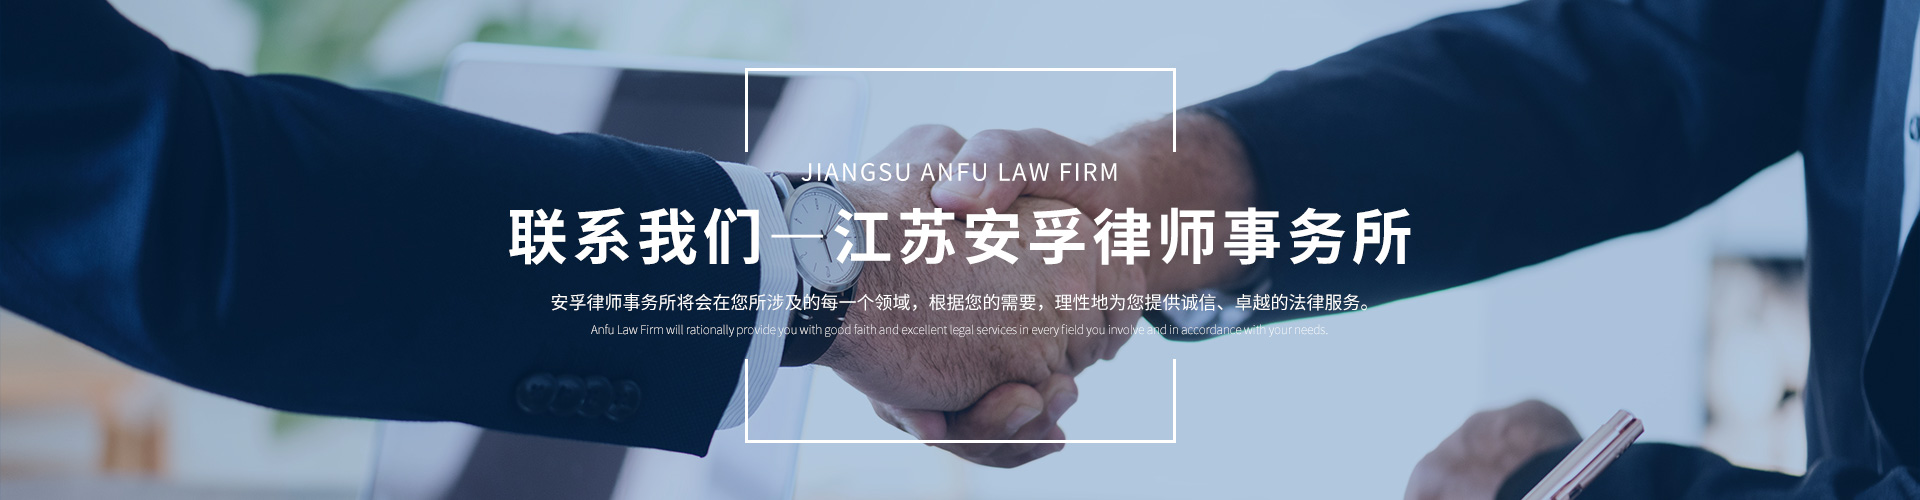 JIANGSU ANFU LAW FIRM
联系我们—江苏安孚律师事务所
安孚律师事务所将会在您所涉及的每一个领域，根据您的需要，理性地为您提供诚信、卓越的法律服务。
Anfu Law Firm will rationally provide you with good faith and excellent legal services in every field you involve and in accordance with your needs.